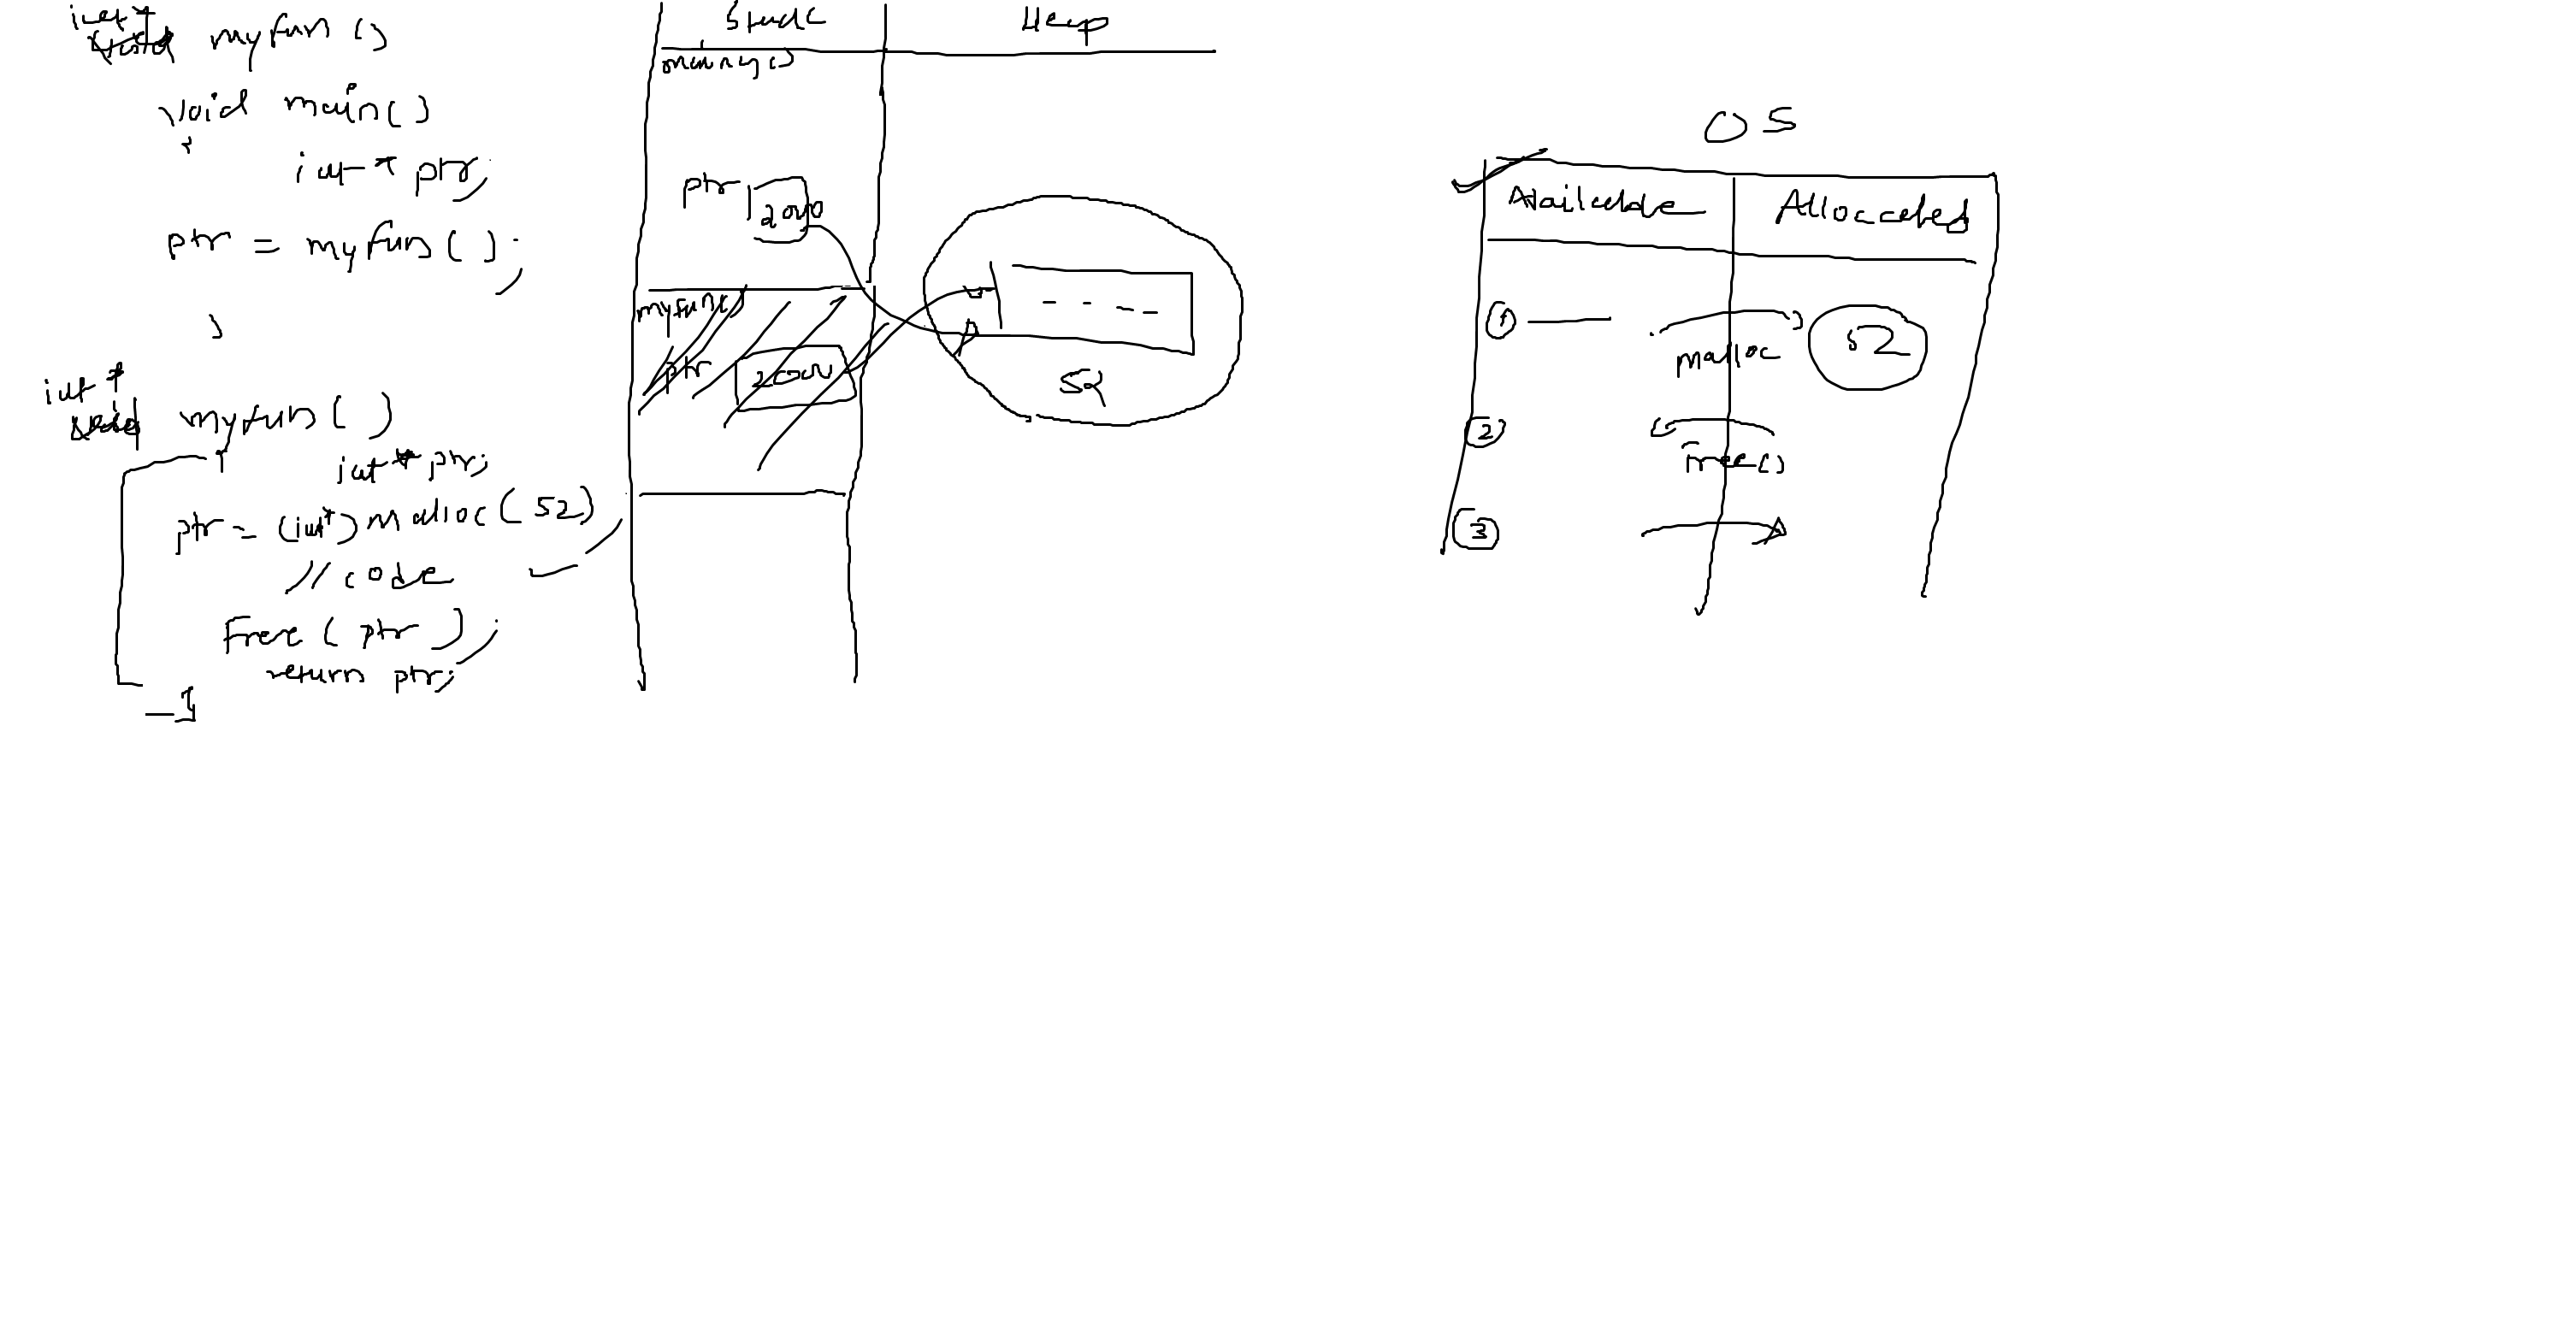 int*
void myfun()
void main()
{
int* ptr;
ptr = myfun();
}
int*
void myfun()
{
int* ptr;
ptr = (int*) malloc(52)
// code
Free(ptr);
return ptr;
}
Stack Heap
main()
ptr 2000
myfun()
ptr 2000
52
OS
Available Allocated
1 malloc 52
2
Free()
3